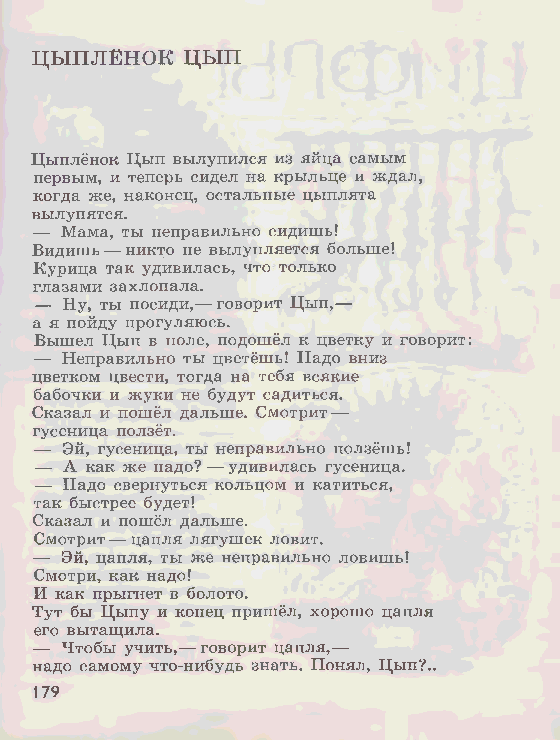 ЦЫПЛЁНОК ЦЫП
Цыплёнок Цып вылупился из яйца самым
первым, и теперь сидел на крыльце и ждал,
когда же, наконец, остальные цыплята
вылупятся.
— Мама, ты неправильно сидишь!
Видишь — никто не вылупляется больше!
Курица так удивилась, что только
глазами захлопала.
— Ну, ты посиди,— говорит Цып,—
а я пойду прогуляюсь.
Вышел Цып в поле, подошёл к цветку и говорит:
— Неправильно ты цветёшь! Надо вниз
цветком цвести, тогда на тебя всякие
бабочки и жуки не будут садиться.
Сказал и пошёл дальше. Смотрит —
гусеница ползёт.
— Эй, гусеница, ты неправильно ползёшь!
— А как же надо? — удивилась гусеница.
— Надо свернуться кольцом и катиться,
так быстрее будет!
Сказал и пошёл дальше.
Смотрит — цапля лягушек ловит.
— Эй, цапля, ты же неправильно ловишь!
Смотри, как надо!
И как прыгнет в болото.
Тут бы Цыпу и конец пришёл, хорошо цапля
его вытащила.
— Чтобы учить,— говорит цапля,—
надо самому что-нибудь знать. Понял, Цып?..
179